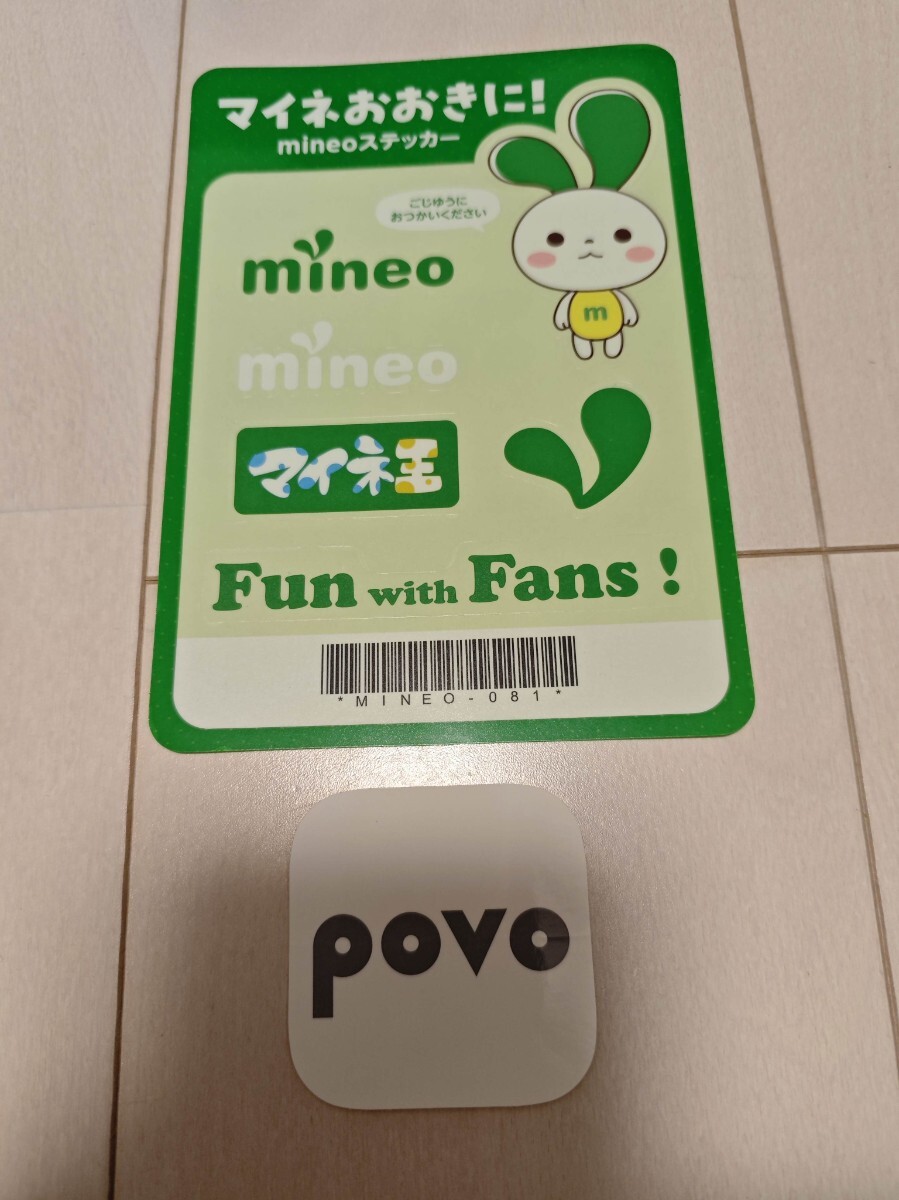 マイネおおきに!
mineoステッカー
ごじゆうに
おつかいください
mineo
m
mineo
マイネ王
Fun with Fans !
*MINEO-081*
povo